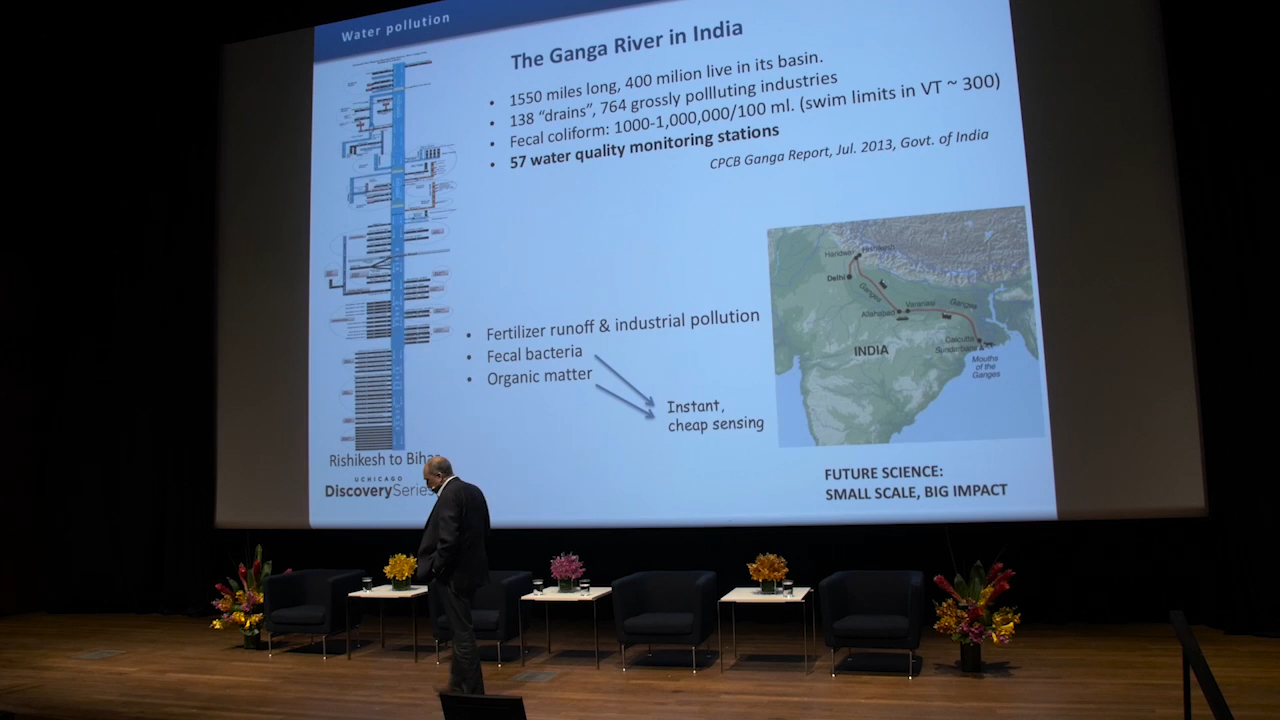 Water pollution
The Ganga River in India
• 1550 miles long, 400 milion live in its basin.
• 138 “drains”, 764 grossly pollluting industries
• Fecal coliform: 1000-1,000,000/100 ml. (swim limits in VT ~ 300)
• 57 water quality monitoring stations
CPCB Ganga Report, Jul. 2013, Govt. of India
• Fertilizer runoff & industrial pollution
• Fecal bacteria
• Organic matter
Instant,
cheap sensing
Haridwar
Rishikesh
Delhi
Ganges
Allahabad
Varanasi
Ganges
INDIA
Calcutta
Sundarbans
Mouths
of the
Ganges
Rishikesh to Biha
UCHICAGO
DiscoverySeries
FUTURE SCIENCE:
SMALL SCALE, BIG IMPACT